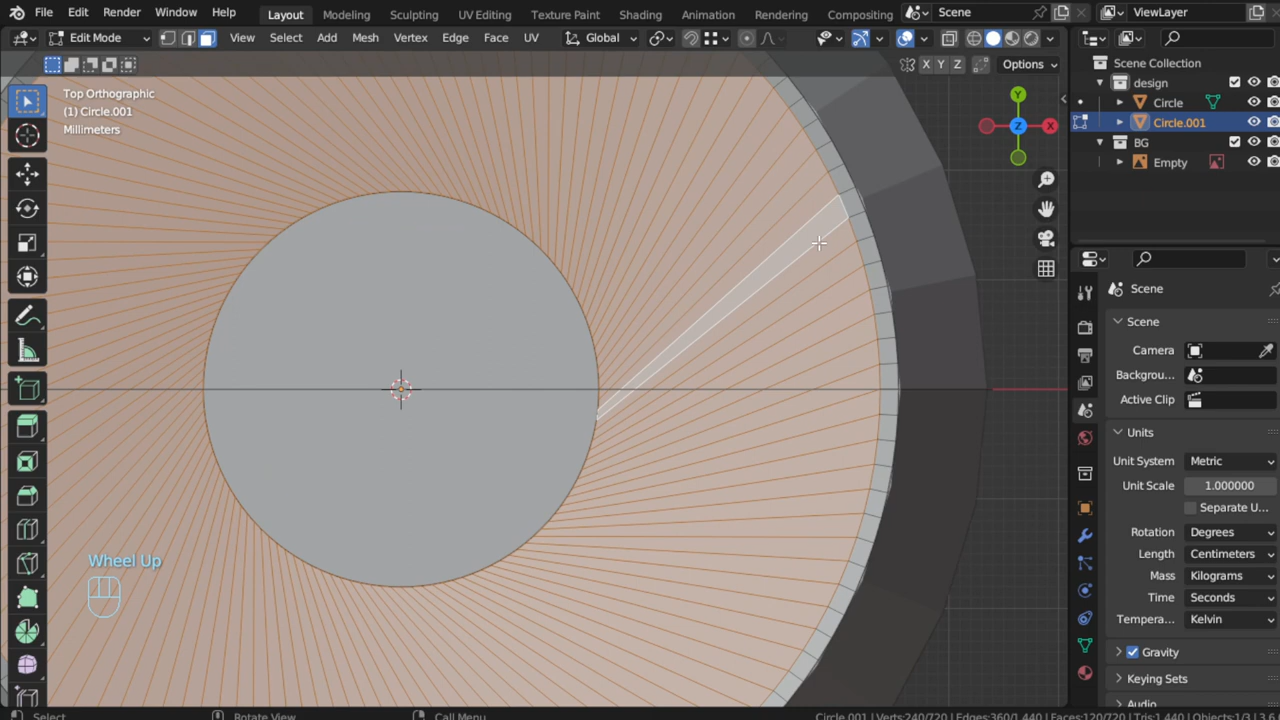 File Edit Render Window Help Layout Modeling Sculpting UV Editing Texture Paint Shading Animation Rendering Compositing Scene ViewLayer
Edit Mode View Select Add Mesh Vertex Edge Face UV Global
X Y Z Options
Top Orthographic
(1) Circle.001
Millimeters
Y
Z X
Wheel Up
Scene Collection
design
Circle
Circle.001
BG
Empty
Scene
Scene
Camera
Backgrou...
Active Clip
Units
Unit System Metric
Unit Scale 1.000000
Separate U...
Rotation Degrees
Length Centimeters
Mass Kilograms
Time Seconds
Tempera... Kelvin
Gravity
Keying Sets
Audio
Select Rotate View Call Menu Circle.001 | Verts:240/720 | Edges:360/1,440 | Faces:120/720 | Tris:1,440 | Objects:1/3 | 3.6